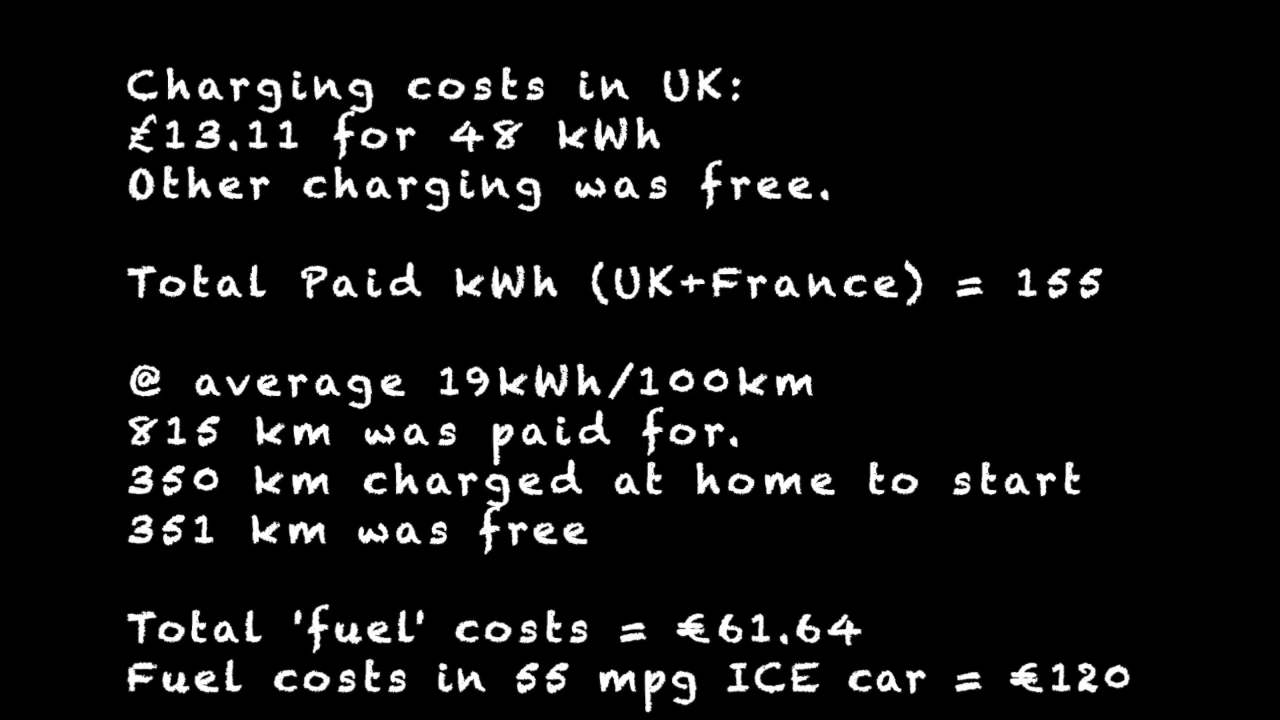 Charging costs in UK:
£13.11 for 48 kWh
Other charging was free.
Total Paid kWh (UK+France) = 155
@ average 19kWh/100km
815 km was paid for.
350 km charged at home to start
351 km was free
Total 'fuel' costs = €61.64
Fuel costs in 55 mpg ICE car = €120